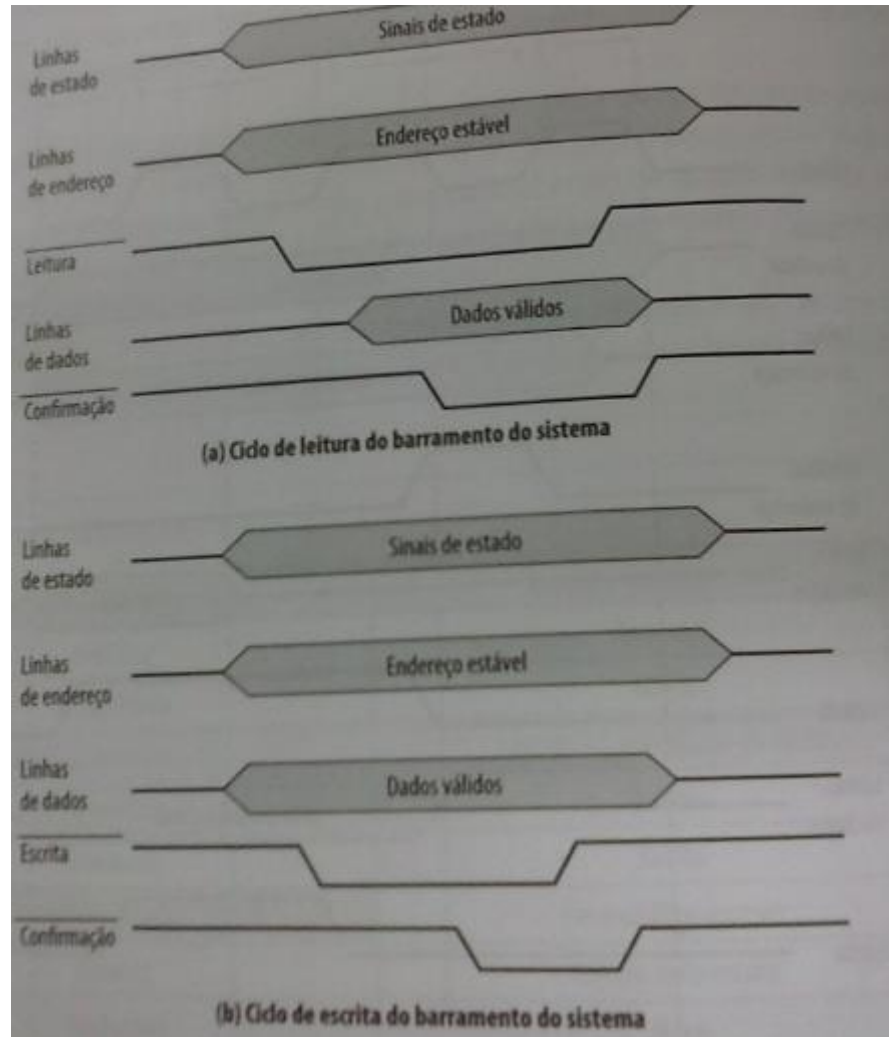 Sinais de estado
Linhas
de estado
Endereço estável
Linhas
de endereço
Leitura
Dados válidos
Linhas
de dados
Confirmação
(a) Ciclo de leitura do barramento do sistema
Linhas
de estado
Sinais de estado
Linhas
de endereço
Endereço estável
Linhas
de dados
Dados válidos
Escrita
Confirmação
(b) Ciclo de escrita do barramento do sistema